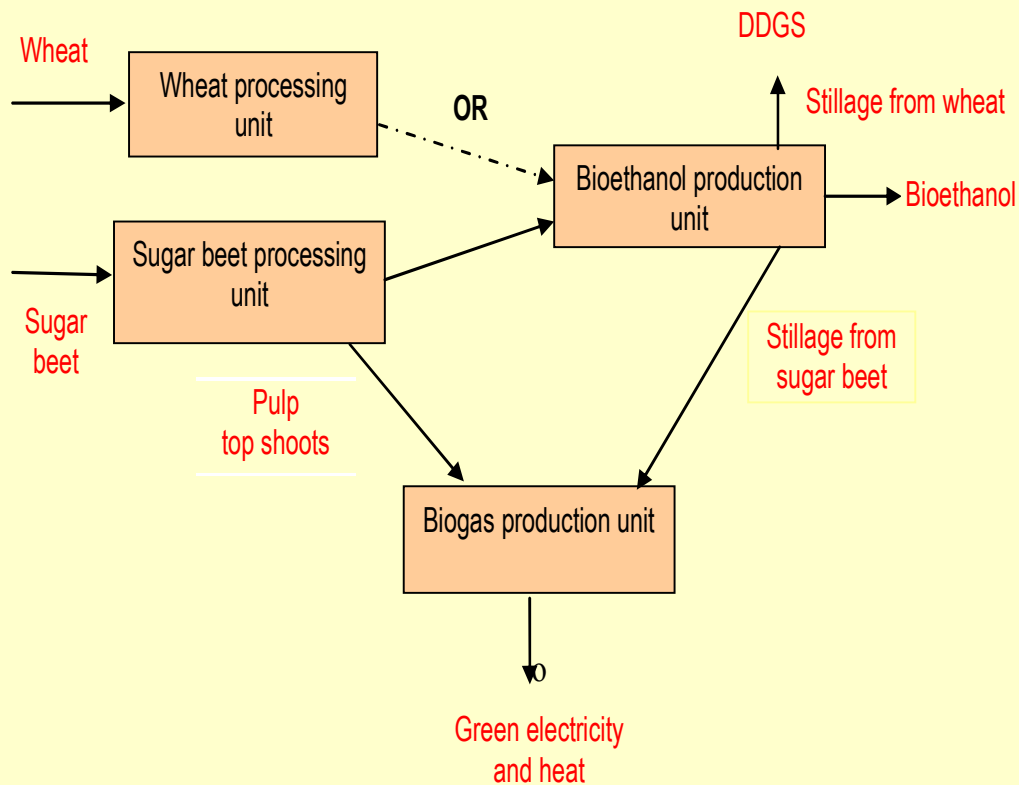 DDGS
Wheat
Wheat processing
unit
OR
Stillage from wheat
Bioethanol production
unit
Bioethanol
Sugar beet processing
unit
Sugar
beet
Stillage from
sugar beet
Pulp
top shoots
Biogas production unit
o
Green electricity
and heat